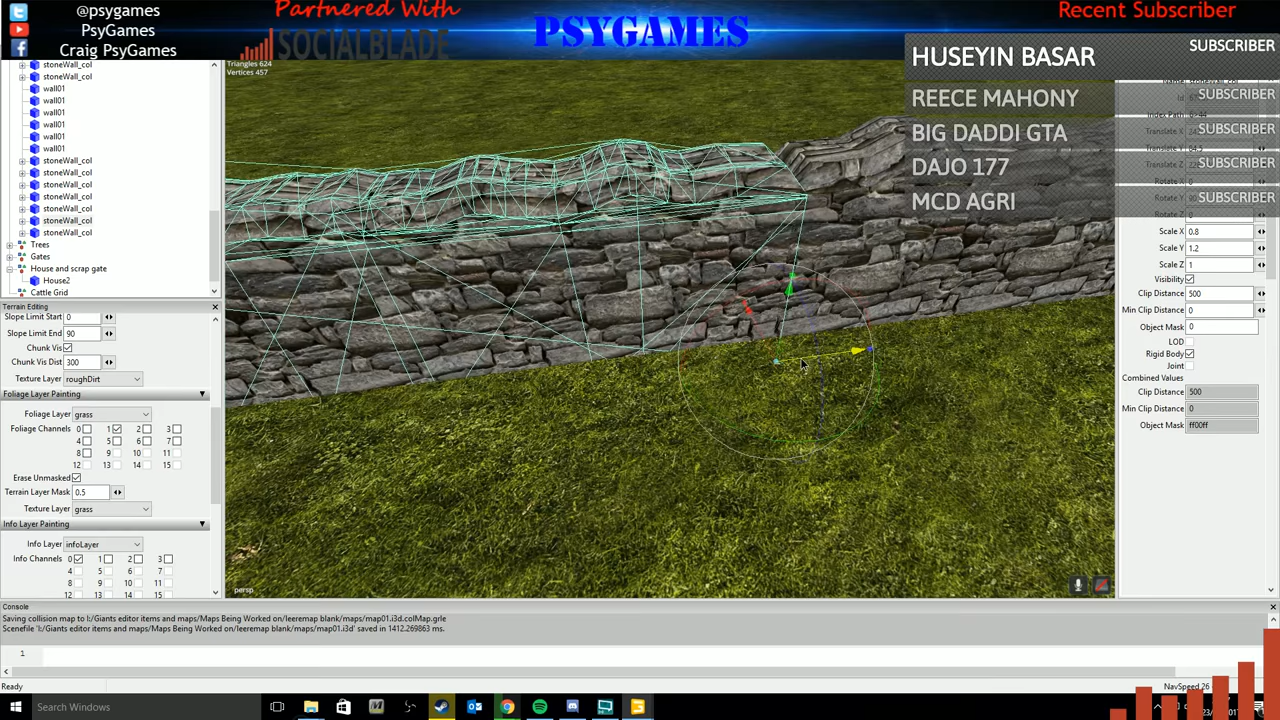 @psygames
PsyGames
Craig PsyGames
Partnered With
SOCIALBLADE
PSYGAMES
Recent Subscriber
HUSEYIN BASAR SUBSCRIBER
REECE MAHONY SUBSCRIBER
BIG DADDI GTA SUBSCRIBER
DAJO 177 SUBSCRIBER
MCD AGRI SUBSCRIBER
Triangles 624
Vertices 457
stoneWall_col
stoneWall_col
wall01
wall01
wall01
wall01
wall01
wall01
stoneWall_col
stoneWall_col
stoneWall_col
stoneWall_col
stoneWall_col
stoneWall_col
stoneWall_col
Trees
Gates
House and scrap gate
House2
Cattle Grid
Terrain Editing
Slope Limit Start 0
Slope Limit End 90
Chunk Vis
Chunk Vis Dist 300
Texture Layer roughDirt
Foliage Layer Painting
Foliage Layer grass
Foliage Channels 0 1 2 3
4 5 6 7
8 9 10 11
12 13 14 15
Erase Unmasked
Terrain Layer Mask 0.5
Texture Layer grass
Info Layer Painting
Info Layer infoLayer
Info Channels 0 1 2 3
4 5 6 7
8 9 10 11
12 13 14 15
persp
Scale X 0.8
Scale Y 1.2
Scale Z 1
Visibility
Clip Distance 500
Min Clip Distance 0
Object Mask 0
LOD
Rigid Body
Joint
Combined Values
Clip Distance 500
Min Clip Distance 0
Object Mask ff00ff
Console
Saving collision map to I:/Giants editor items and maps/Maps Being Worked on/leeremap blank/maps/map01.i3d.colMap.grle
Scenefile 'I:/Giants editor items and maps/Maps Being Worked on/leeremap blank/maps/map01.i3d' saved in 1412.269863 ms.
1
Ready
NavSpeed 26
Search Windows